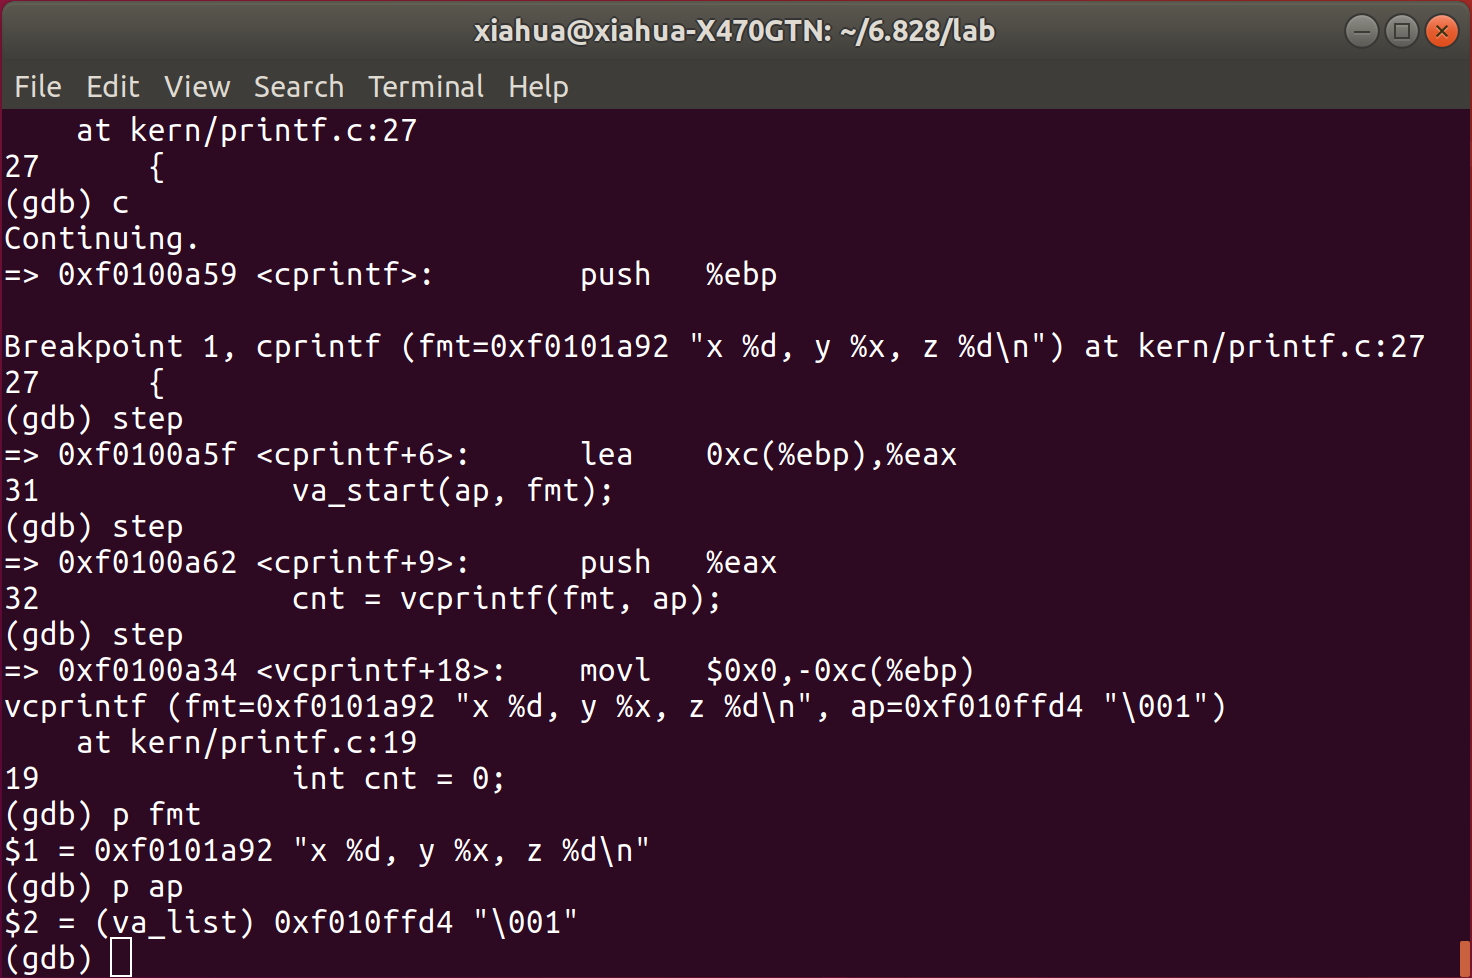 xiahua@xiahua-X470GTN: ~/6.828/lab
File Edit View Search Terminal Help
    at kern/printf.c:27
27      {
(gdb) c
Continuing.
=> 0xf0100a59 <cprintf>:        push   %ebp

Breakpoint 1, cprintf (fmt=0xf0101a92 "x %d, y %x, z %d\n") at kern/printf.c:27
27      {
(gdb) step
=> 0xf0100a5f <cprintf+6>:      lea    0xc(%ebp),%eax
31              va_start(ap, fmt);
(gdb) step
=> 0xf0100a62 <cprintf+9>:      push   %eax
32              cnt = vcprintf(fmt, ap);
(gdb) step
=> 0xf0100a34 <vcprintf+18>:    movl   $0x0,-0xc(%ebp)
vcprintf (fmt=0xf0101a92 "x %d, y %x, z %d\n", ap=0xf010ffd4 "\001")
    at kern/printf.c:19
19              int cnt = 0;
(gdb) p fmt
$1 = 0xf0101a92 "x %d, y %x, z %d\n"
(gdb) p ap
$2 = (va_list) 0xf010ffd4 "\001"
(gdb)